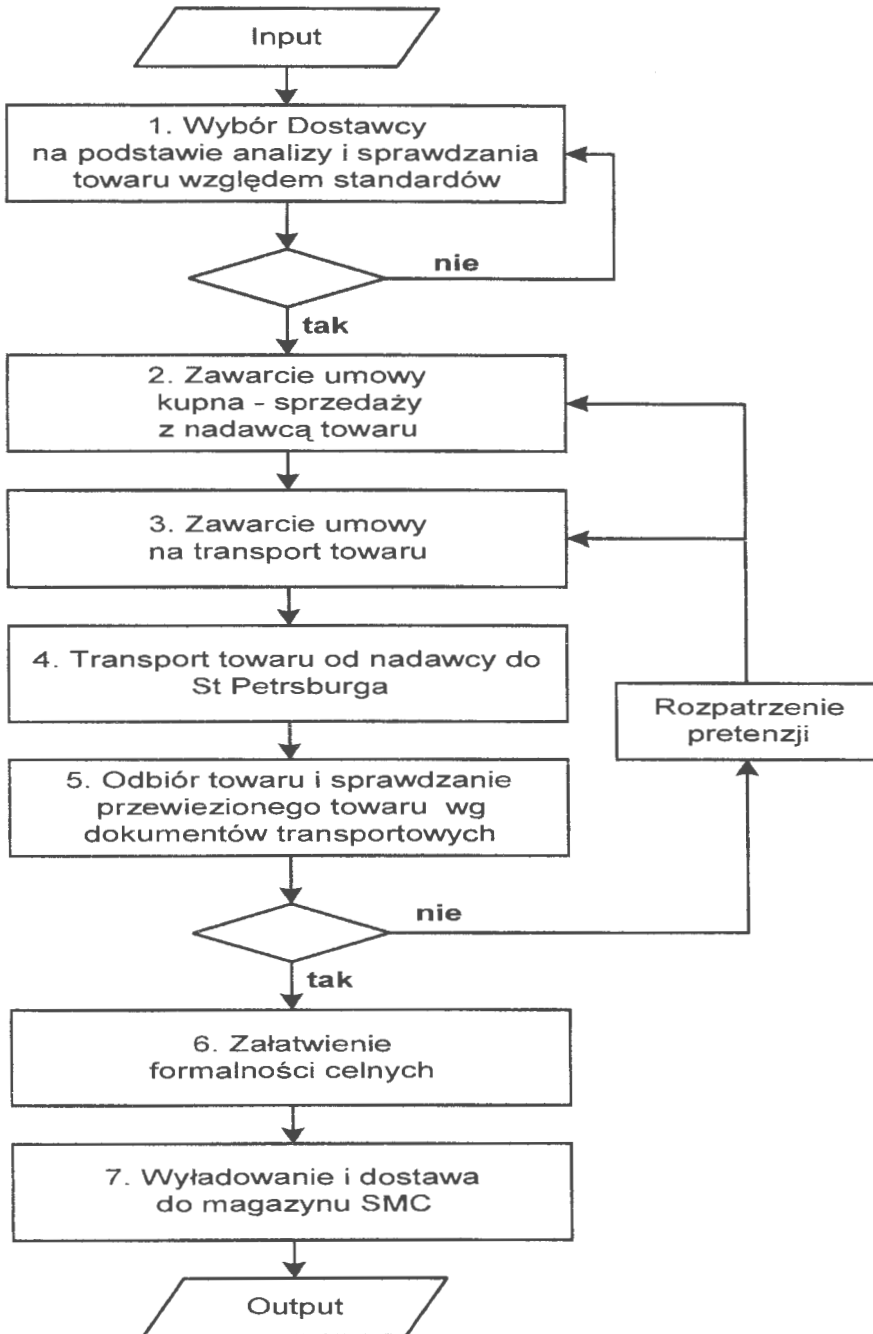 Input
1. Wybór Dostawcy
na podstawie analizy i sprawdzania
towaru względem standardów
nie
tak
2. Zawarcie umowy
kupna - sprzedaży
z nadawcą towaru
3. Zawarcie umowy
na transport towaru
4. Transport towaru od nadawcy do
St Petrsburga
Rozpatrzenie
pretenzji
5. Odbiór towaru i sprawdzanie
przewiezionego towaru wg
dokumentów transportowych
nie
tak
6. Załatwienie
formalności celnych
7. Wyładowanie i dostawa
do magazynu SMC
Output